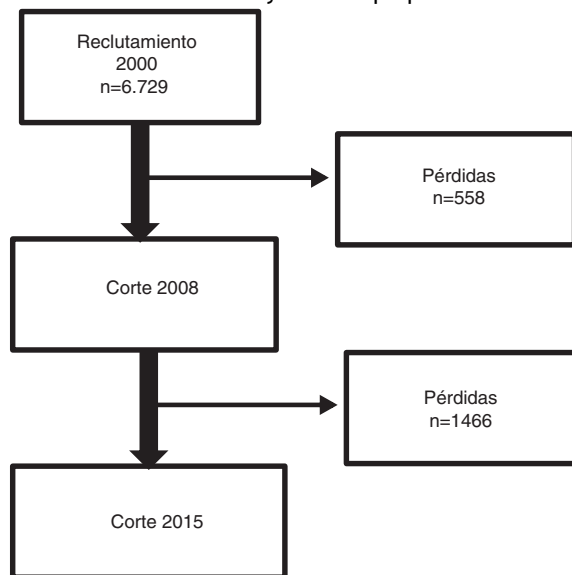 Reclutamiento
2000
n=6.729
Pérdidas
n=558
Corte 2008
Pérdidas
n=1466
Corte 2015